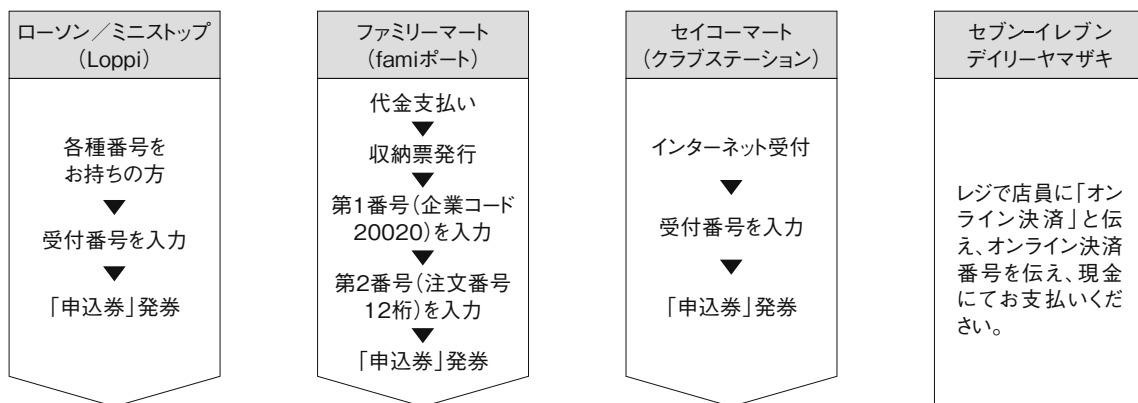 ローソン／ミニストップ
（Loppi）
各種番号を
お持ちの方
▼
受付番号を入力
▼
「申込券」発券
ファミリーマート
（famiポート）
代金支払い
▼
収納票発行
▼
第1番号（企業コード
20020）を入力
▼
第2番号（注文番号
12桁）を入力
▼
「申込券」発券
セイコーマート
（クラブステーション）
インターネット受付
▼
受付番号を入力
▼
「申込券」発券
セブン-イレブン
デイリーヤマザキ
レジで店員に「オン
ライン決済」と伝
え、オンライン決済
番号を伝え、現金
にてお支払いくだ
さい。